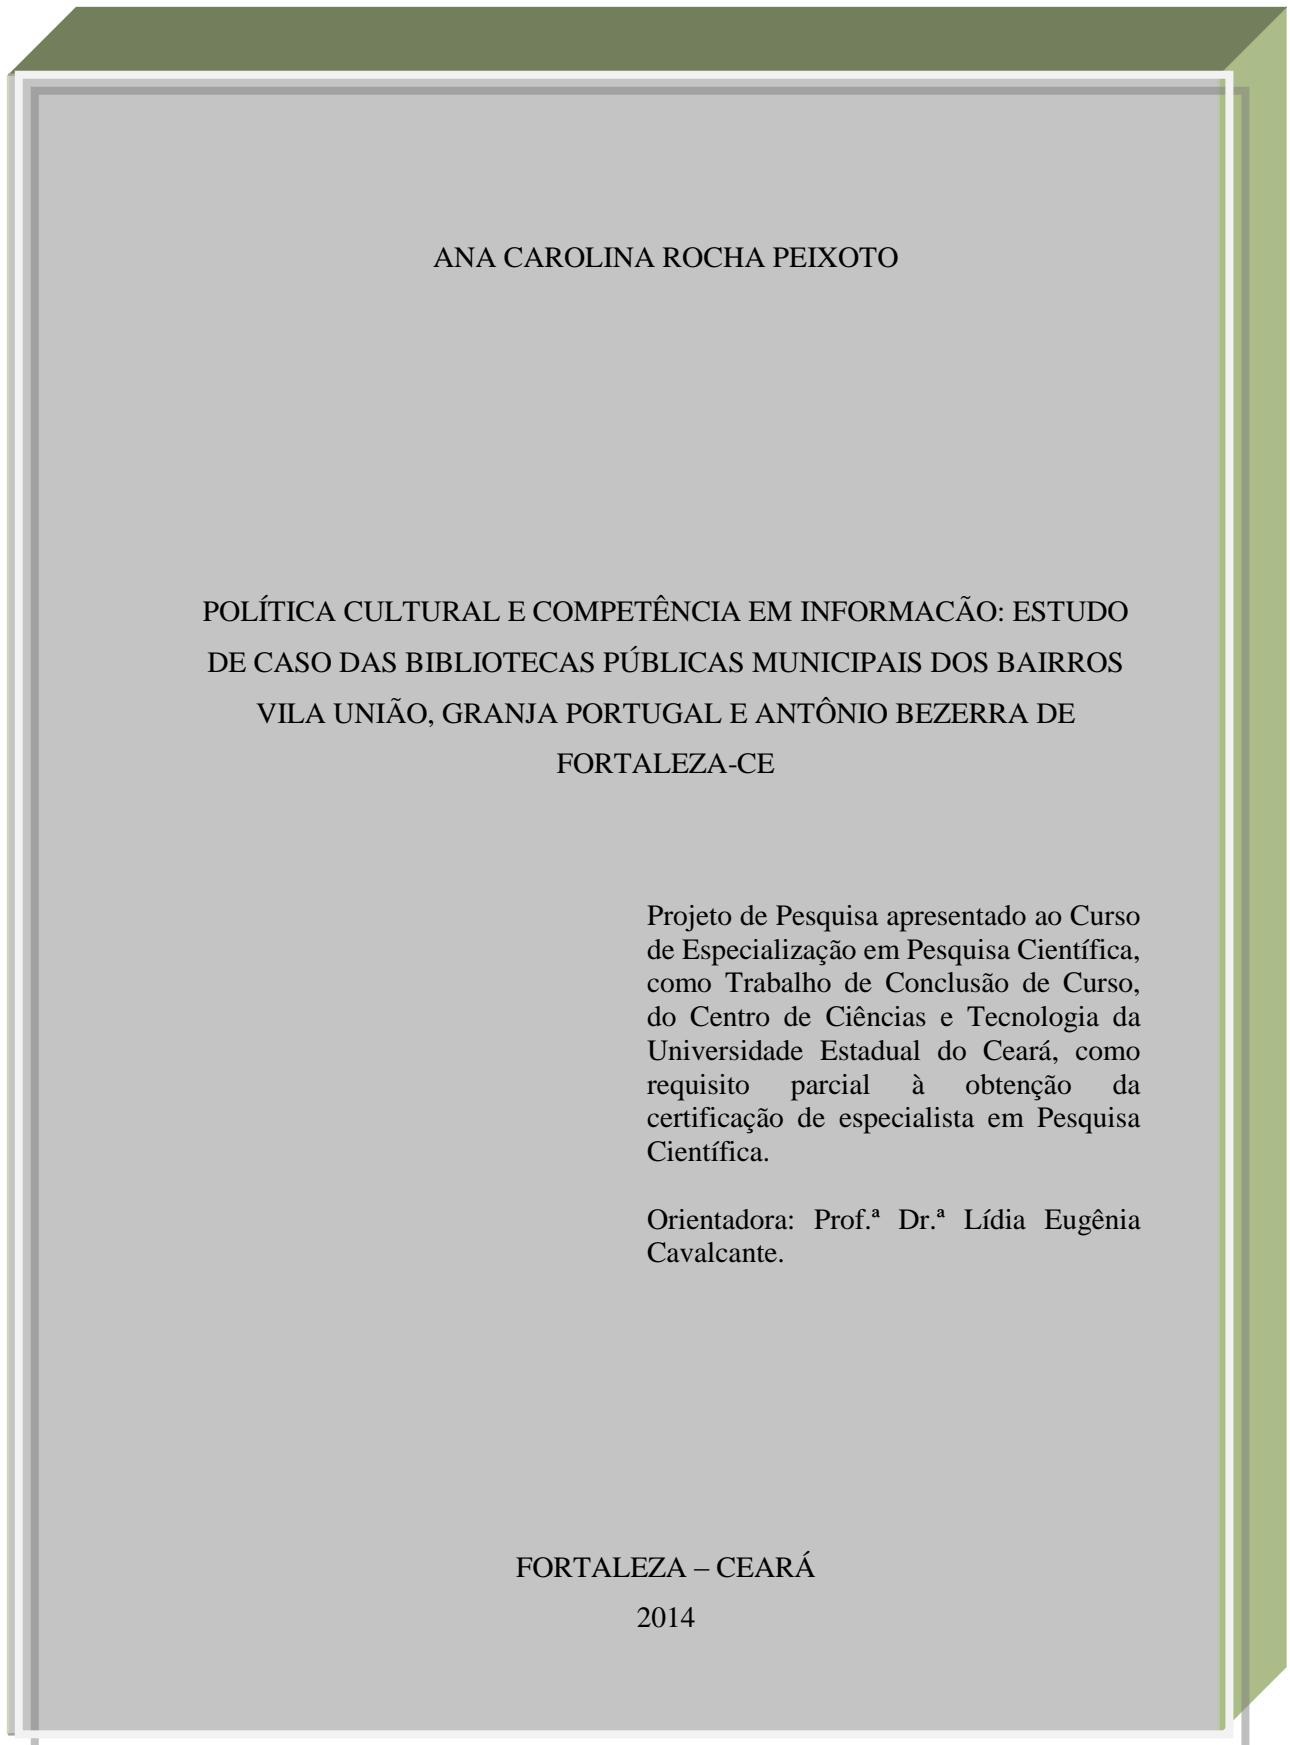 ANA CAROLINA ROCHA PEIXOTO
POLÍTICA CULTURAL E COMPETÊNCIA EM INFORMACÃO: ESTUDO
DE CASO DAS BIBLIOTECAS PÚBLICAS MUNICIPAIS DOS BAIRROS
VILA UNIÃO, GRANJA PORTUGAL E ANTÔNIO BEZERRA DE
FORTALEZA-CE
Projeto de Pesquisa apresentado ao Curso
de Especialização em Pesquisa Científica,
como Trabalho de Conclusão de Curso,
do Centro de Ciências e Tecnologia da
Universidade Estadual do Ceará, como
requisito parcial à obtenção da
certificação de especialista em Pesquisa
Científica.
Orientadora: Prof.ª Dr.ª Lídia Eugênia
Cavalcante.
FORTALEZA – CEARÁ
2014